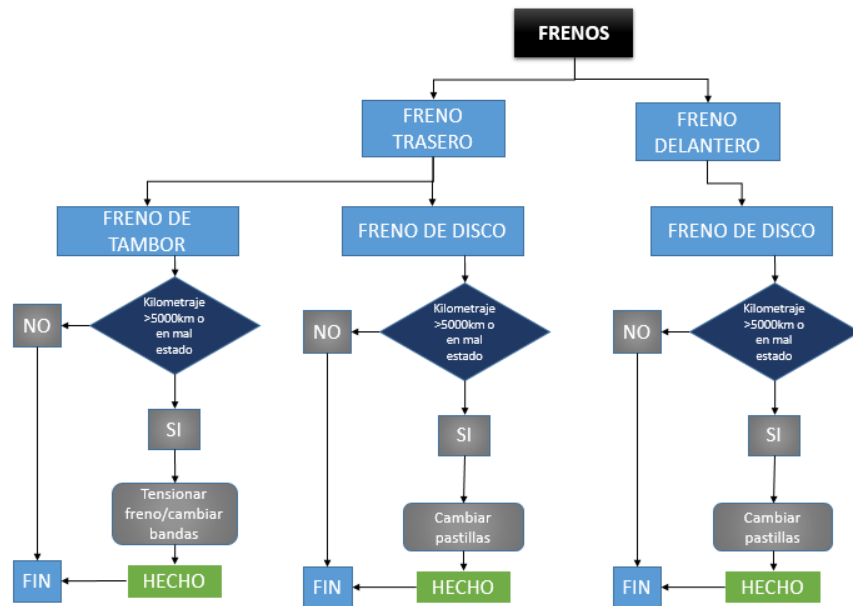 FRENOS
FRENO
TRASERO
FRENO
DELANTERO
FRENO DE
TAMBOR
FRENO DE DISCO
FRENO DE DISCO
Kilometraje
>5000km o
en mal
estado
NO
Kilometraje
>5000km o
en mal
estado
NO
Kilometraje
>5000km o
en mal
estado
NO
SI
SI
SI
Tensionar
freno/cambiar
bandas
Cambiar
pastillas
Cambiar
pastillas
FIN
HECHO
FIN
HECHO
FIN
HECHO